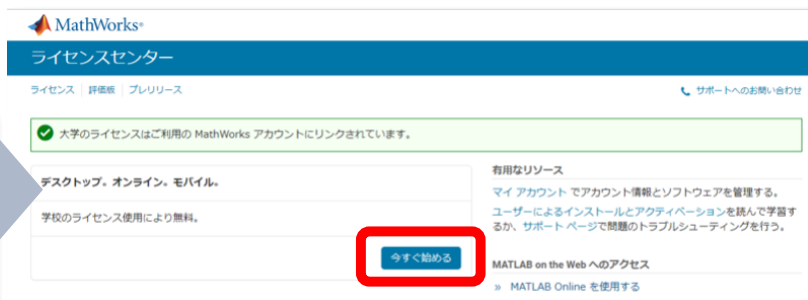 MathWorks®
ライセンスセンター
ライセンス 評価版 プレリリース
サポートへのお問い合わせ
大学のライセンスはご利用の MathWorks アカウントにリンクされています。
デスクトップ。オンライン。モバイル。
学校のライセンス使用により無料。
今すぐ始める
有用なリソース
マイ アカウント でアカウント情報とソフトウェアを管理する。
ユーザーによるインストールとアクティベーションを読んで学習す
るか、サポート ページで問題のトラブルシューティングを行う。
MATLAB on the Web へのアクセス
» MATLAB Online を使用する